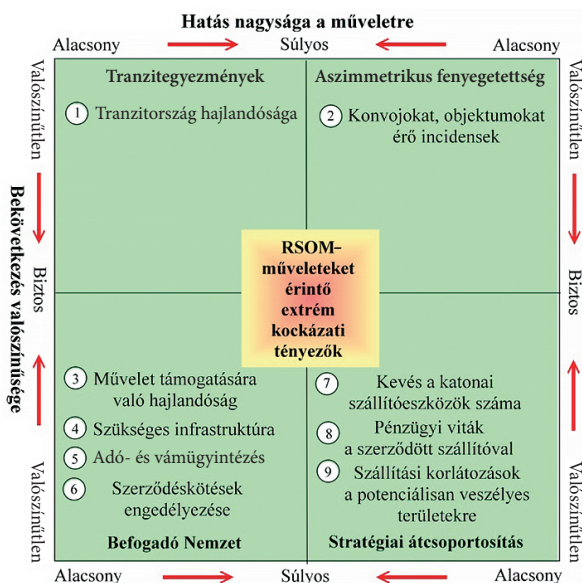 Hatás nagysága a műveletre
Alacsony
Súlyos
Alacsony
Valószínűtlen
Biztos
Valószínűtlen
Bekövetkezés valószínűsége
Tranzitegyezmények
1 Tranzitország hajlandósága
Aszimmetrikus fenyegetettség
2 Konvojokat, objektumokat
érő incidensek
RSOM–
műveleteket
érintő
extrém
kockázati
tényezők
3 Művelet támogatására
való hajlandóság
4 Szükséges infrastruktúra
5 Adó- és vámügyintézés
6 Szerződéskötések
engedélyezése
Befogadó Nemzet
7 Kevés a katonai
szállítóeszközök száma
8 Pénzügyi viták
a szerződött szállítóval
9 Szállítási korlátozások
a potenciálisan veszélyes
területekre
Stratégiai átcsoportosítás
Valószínűtlen
Biztos
Valószínűtlen
Alacsony
Súlyos
Alacsony